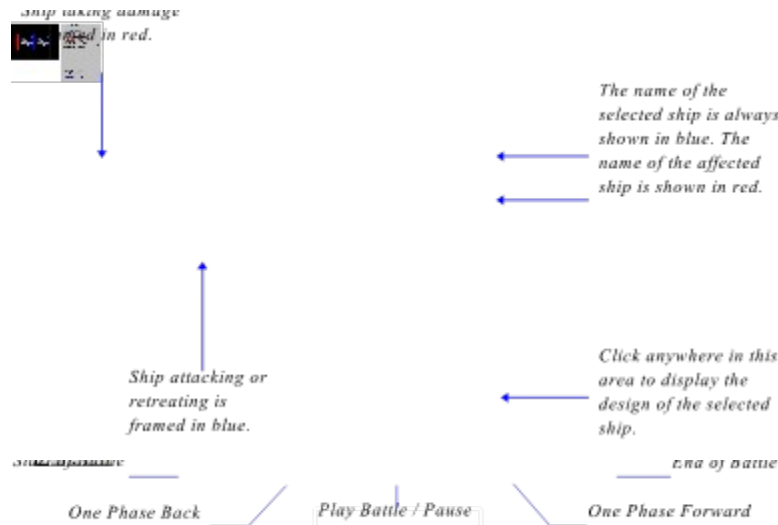 Ship taking damage
in red.
The name of the
selected ship is always
shown in blue. The
name of the affected
ship is shown in red.
Ship attacking or
retreating is
framed in blue.
Click anywhere in this
area to display the
design of the selected
ship.
End of Battle
One Phase Back
Play Battle / Pause
One Phase Forward